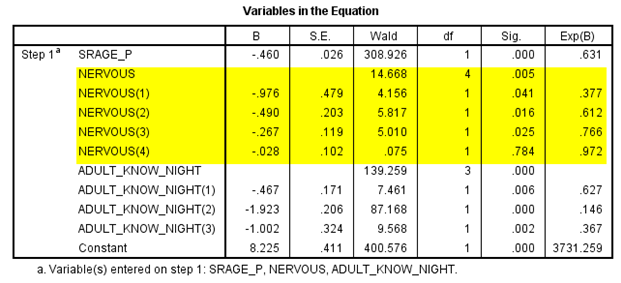 Variables in the Equation
B S.E. Wald df Sig. Exp(B)
Step 1a SRAGE_P -.460 .026 308.926 1 .000 .631
NERVOUS 14.668 4 .005
NERVOUS(1) -.976 .479 4.156 1 .041 .377
NERVOUS(2) -.490 .203 5.817 1 .016 .612
NERVOUS(3) -.267 .119 5.010 1 .025 .766
NERVOUS(4) -.028 .102 .075 1 .784 .972
ADULT_KNOW_NIGHT 139.259 3 .000
ADULT_KNOW_NIGHT(1) -.467 .171 7.461 1 .006 .627
ADULT_KNOW_NIGHT(2) -1.923 .206 87.168 1 .000 .146
ADULT_KNOW_NIGHT(3) -1.002 .324 9.568 1 .002 .367
Constant 8.225 .411 400.576 1 .000 3731.259
a. Variable(s) entered on step 1: SRAGE_P, NERVOUS, ADULT_KNOW_NIGHT.